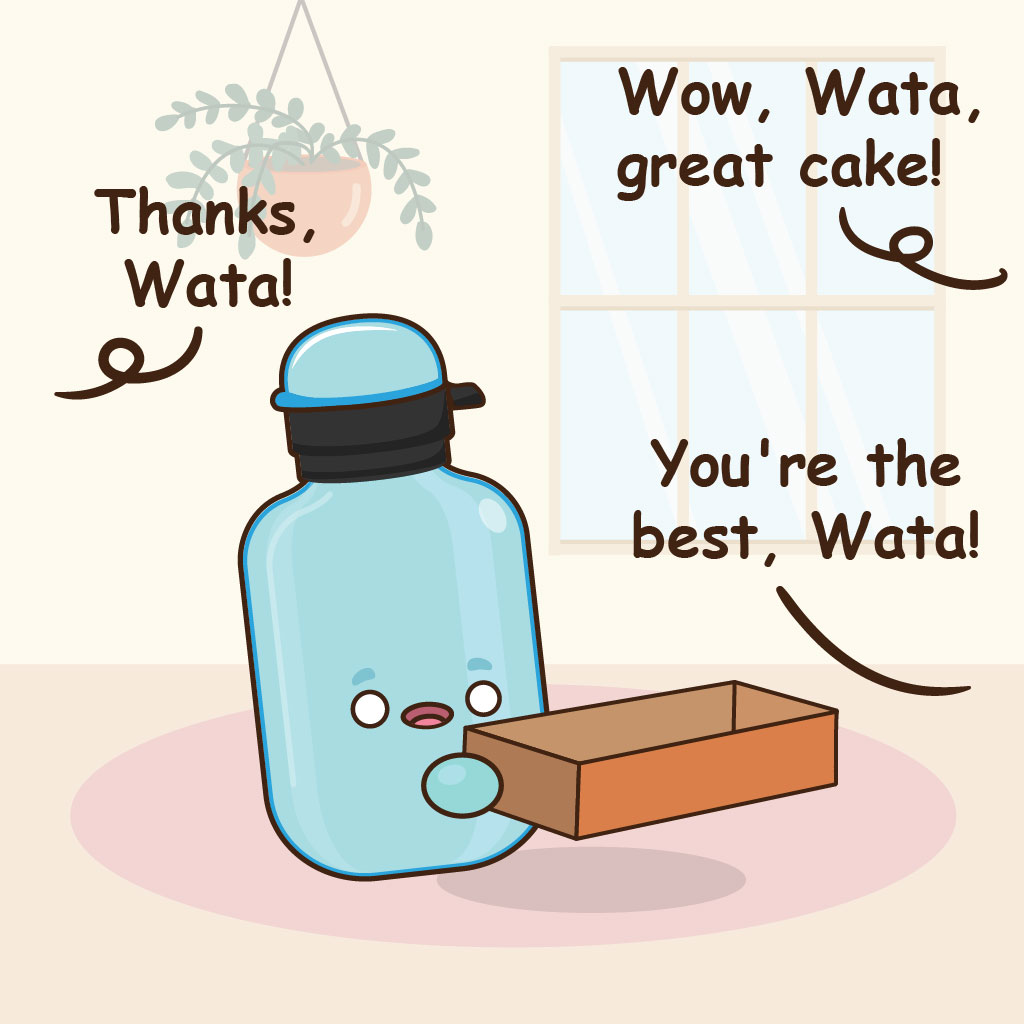 Wow, Wata,
great cake!
Thanks,
Wata!
You're the
best, Wata!